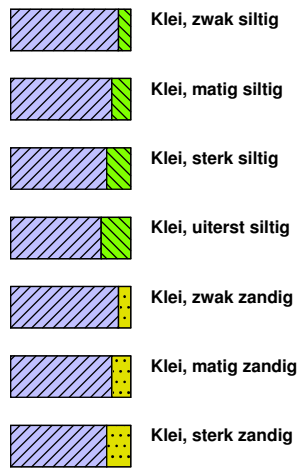 Klei, zwak siltig
Klei, matig siltig
Klei, sterk siltig
Klei, uiterst siltig
Klei, zwak zandig
Klei, matig zandig
Klei, sterk zandig